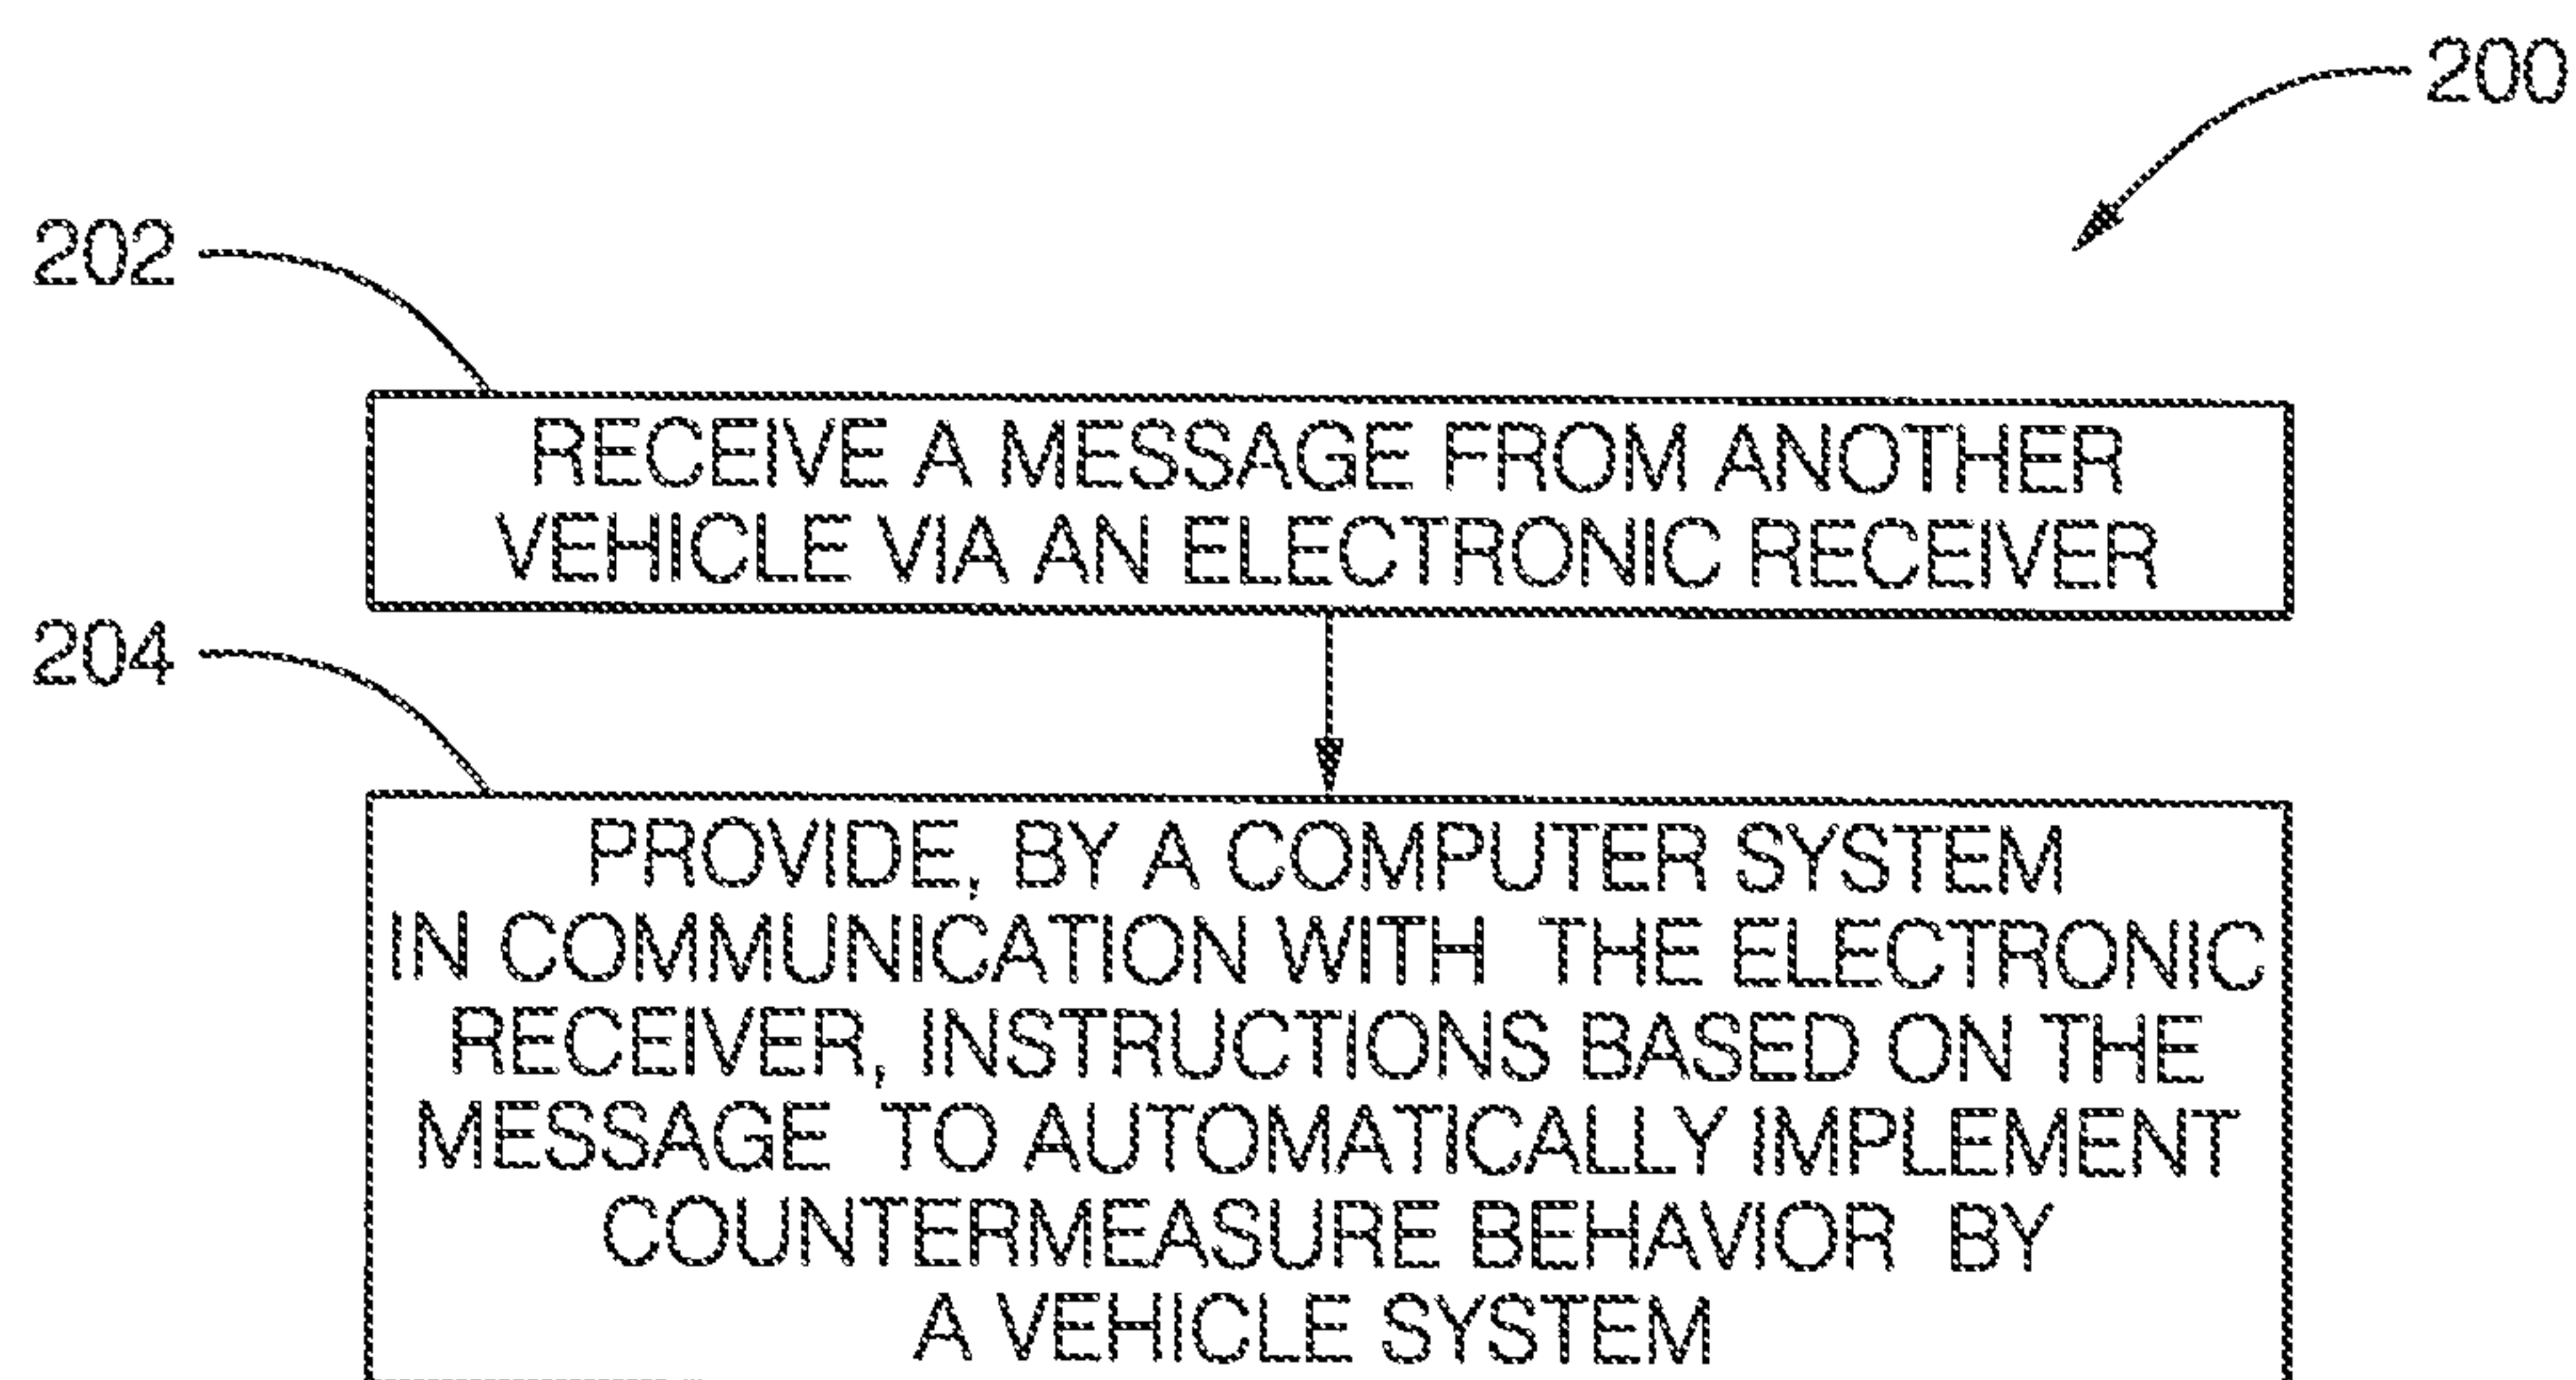 200
202
RECEIVE A MESSAGE FROM ANOTHER
VEHICLE VIA AN ELECTRONIC RECEIVER
204
PROVIDE, BY A COMPUTER SYSTEM
IN COMMUNICATION WITH THE ELECTRONIC
RECEIVER, INSTRUCTIONS BASED ON THE
MESSAGE TO AUTOMATICALLY IMPLEMENT
COUNTERMEASURE BEHAVIOR BY
A VEHICLE SYSTEM